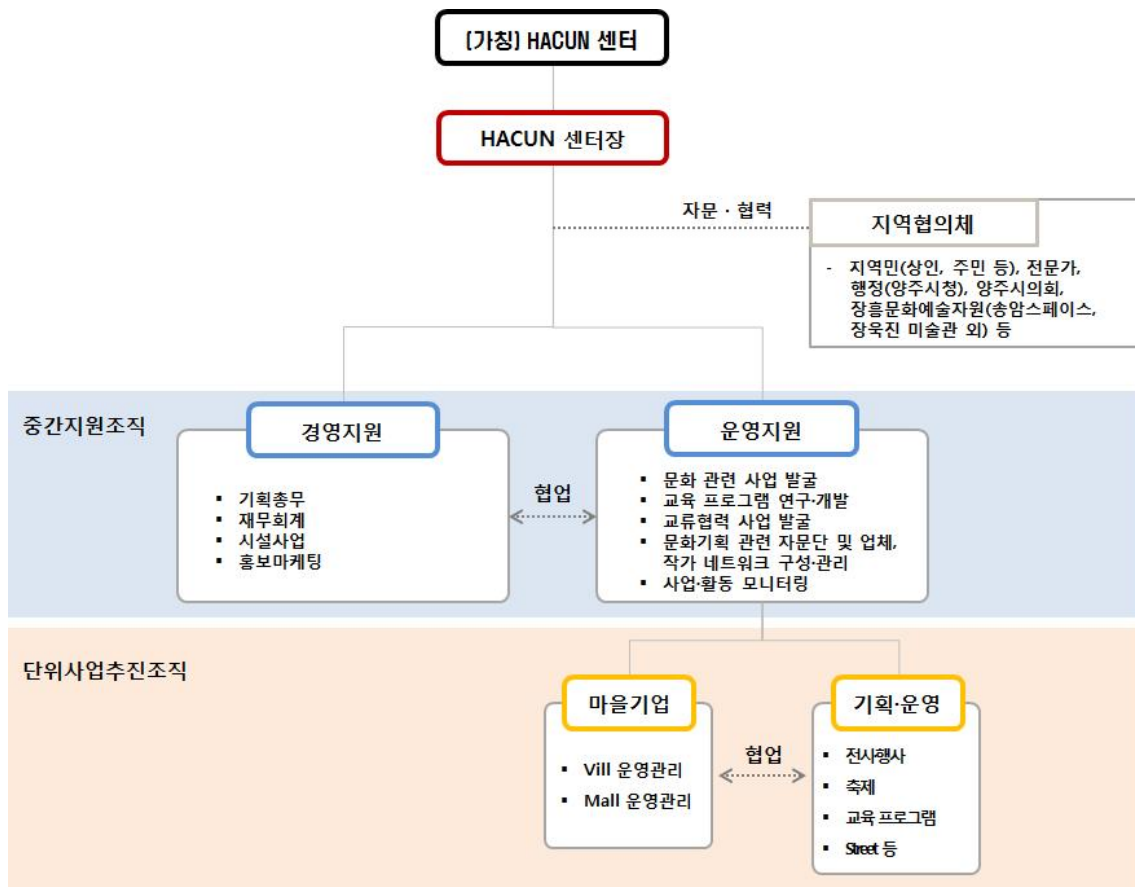 (가칭) HACUN 센터
HACUN 센터장
자문 · 협력
지역협의체
- 지역민(상인, 주민 등), 전문가,
행정(양주시청), 양주시의회,
장흥문화예술자원(송암스페이스,
장욱진 미술관 외) 등
중간지원조직
경영지원
▪ 기획총무
▪ 재무회계
▪ 시설사업
▪ 홍보마케팅
협업
운영지원
▪ 문화 관련 사업 발굴
▪ 교육 프로그램 연구·개발
▪ 교류협력 사업 발굴
▪ 문화기획 관련 자문단 및 업체,
작가 네트워크 구성·관리
▪ 사업·활동 모니터링
단위사업추진조직
마을기업
▪ Vill 운영관리
▪ Mall 운영관리
협업
기획·운영
▪ 전사행사
▪ 축제
▪ 교육 프로그램
▪ Street 등